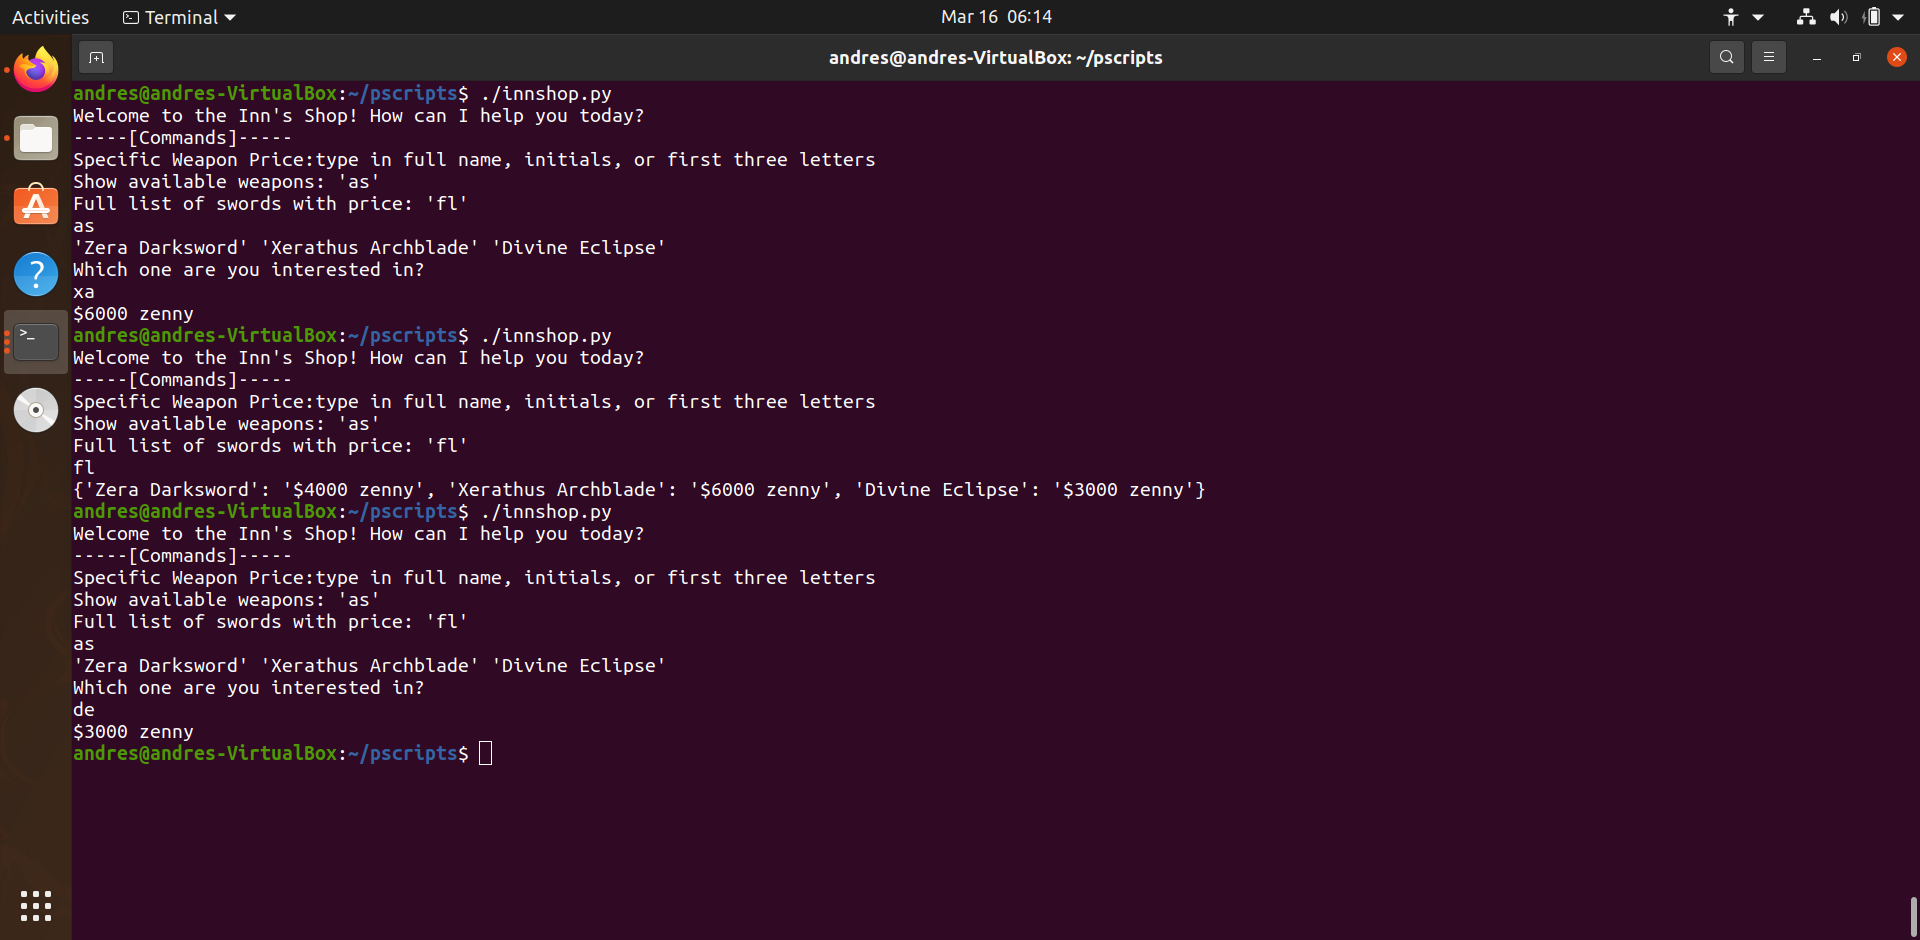 Activities
Terminal
Mar 16 06:14
andres@andres-VirtualBox: ~/pscripts
andres@andres-VirtualBox:~/pscripts$ ./innshop.py
Welcome to the Inn's Shop! How can I help you today?
-----[Commands]-----
Specific Weapon Price:type in full name, initials, or first three letters
Show available weapons: 'as'
Full list of swords with price: 'fl'
as
'Zera Darksword' 'Xerathus Archblade' 'Divine Eclipse'
Which one are you interested in?
xa
$6000 zenny
andres@andres-VirtualBox:~/pscripts$ ./innshop.py
Welcome to the Inn's Shop! How can I help you today?
-----[Commands]-----
Specific Weapon Price:type in full name, initials, or first three letters
Show available weapons: 'as'
Full list of swords with price: 'fl'
fl
{'Zera Darksword': '$4000 zenny', 'Xerathus Archblade': '$6000 zenny', 'Divine Eclipse': '$3000 zenny'}
andres@andres-VirtualBox:~/pscripts$ ./innshop.py
Welcome to the Inn's Shop! How can I help you today?
-----[Commands]-----
Specific Weapon Price:type in full name, initials, or first three letters
Show available weapons: 'as'
Full list of swords with price: 'fl'
as
'Zera Darksword' 'Xerathus Archblade' 'Divine Eclipse'
Which one are you interested in?
de
$3000 zenny
andres@andres-VirtualBox:~/pscripts$